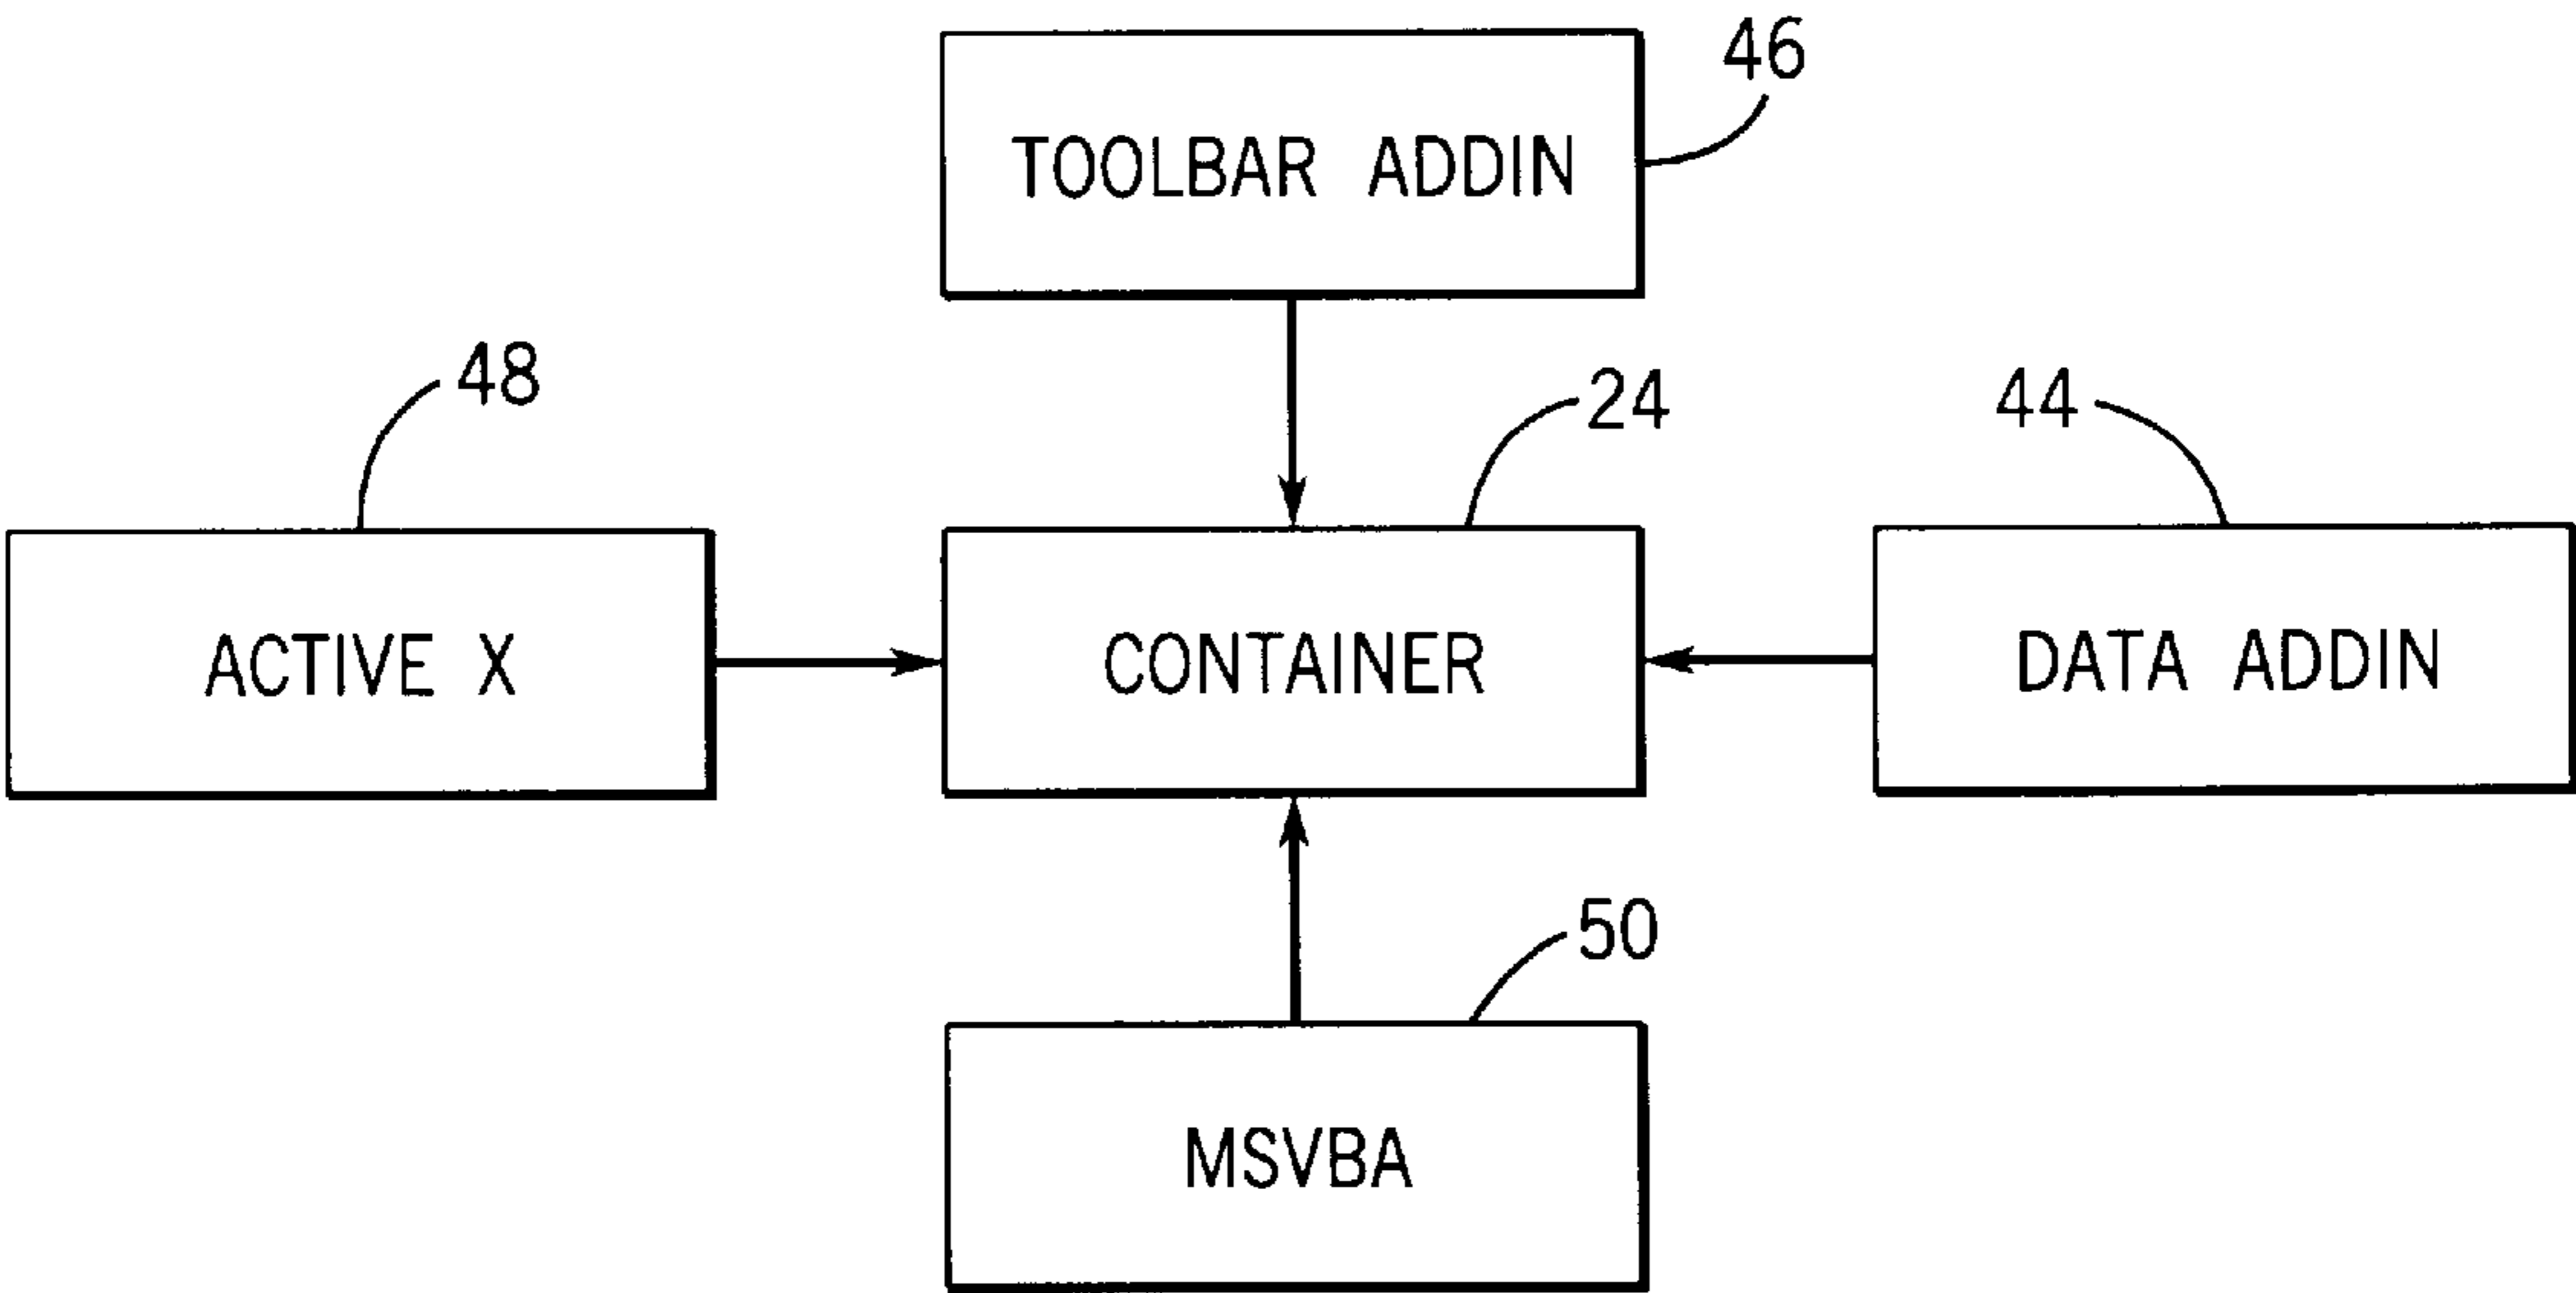 46
TOOLBAR ADDIN
48
24
44
ACTIVE X
CONTAINER
DATA ADDIN
50
MSVBA